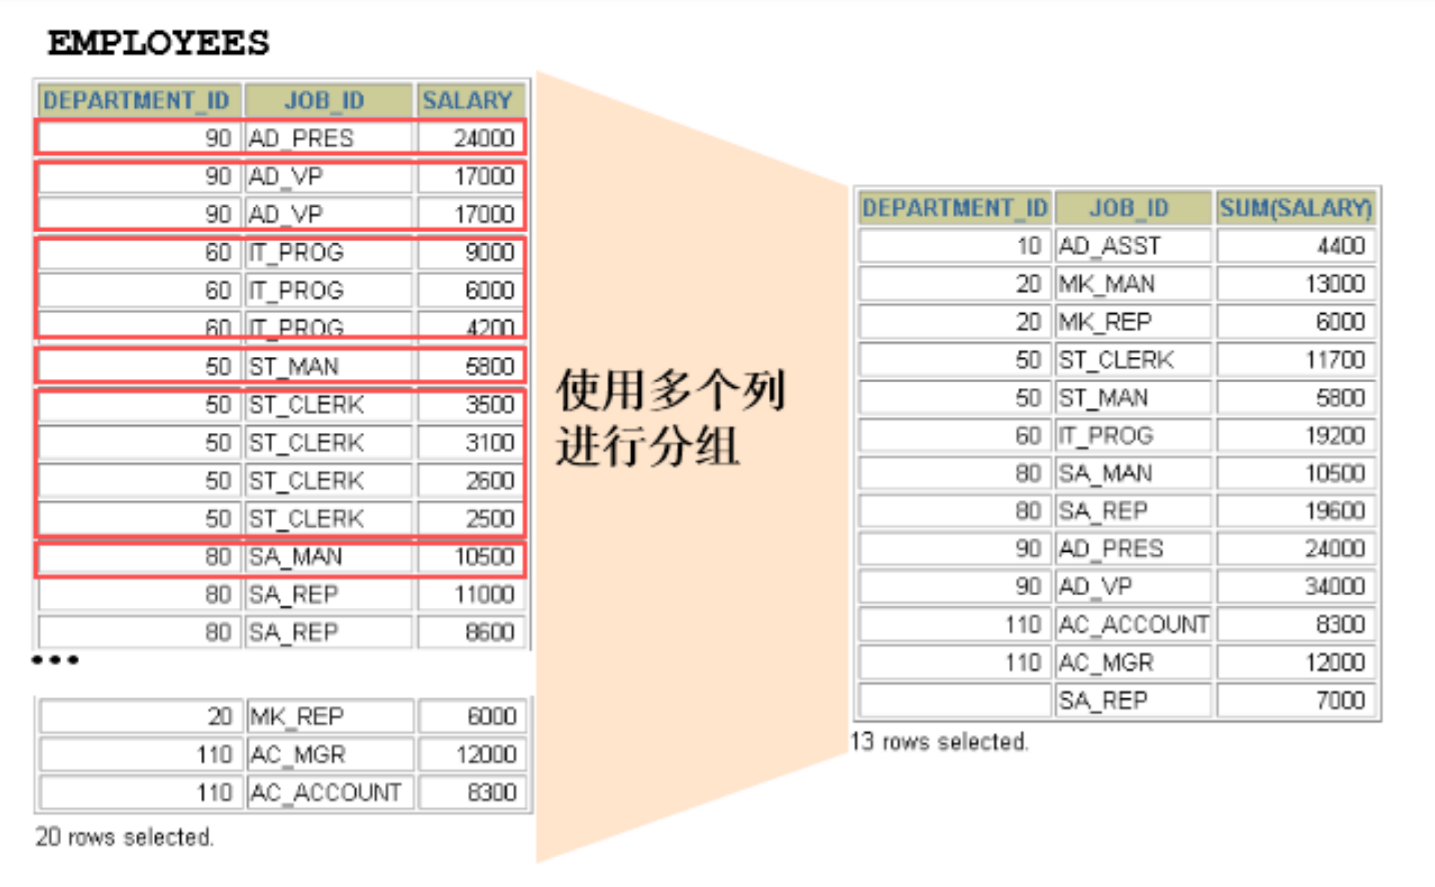 EMPLOYEES
DEPARTMENT_ID JOB_ID SALARY
90 AD_PRES 24000
90 AD_VP 17000
90 AD_VP 17000
60 IT_PROG 9000
60 IT_PROG 6000
60 IT_PROG 4200
50 ST_MAN 5800
50 ST_CLERK 3500
50 ST_CLERK 3100
50 ST_CLERK 2600
50 ST_CLERK 2500
80 SA_MAN 10500
80 SA_REP 11000
80 SA_REP 8600
...
20 MK_REP 6000
110 AC_MGR 12000
110 AC_ACCOUNT 8300
20 rows selected.
使用多个列
进行分组
DEPARTMENT_ID JOB_ID SUM(SALARY)
10 AD_ASST 4400
20 MK_MAN 13000
20 MK_REP 6000
50 ST_CLERK 11700
50 ST_MAN 5800
60 IT_PROG 19200
80 SA_MAN 10500
80 SA_REP 19600
90 AD_PRES 24000
90 AD_VP 34000
110 AC_ACCOUNT 8300
110 AC_MGR 12000
SA_REP 7000
13 rows selected.